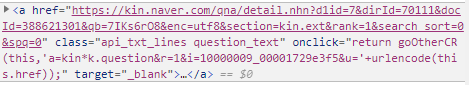 <a href="https://kin.naver.com/qna/detail.nhn?d1id=7&dirId=70111&doc
Id=388621301&qb=7IKs6rO8&enc=utf8&section=kin.ext&rank=1&search_sort=0
&spq=0" class="api_txt_lines question_text" onclick="return goOtherCR
(this,'a=kin*k.question&r=1&i=10000009_00001729e3f5&u='+urlencode(thi
s.href));" target="_blank">…</a> == $0